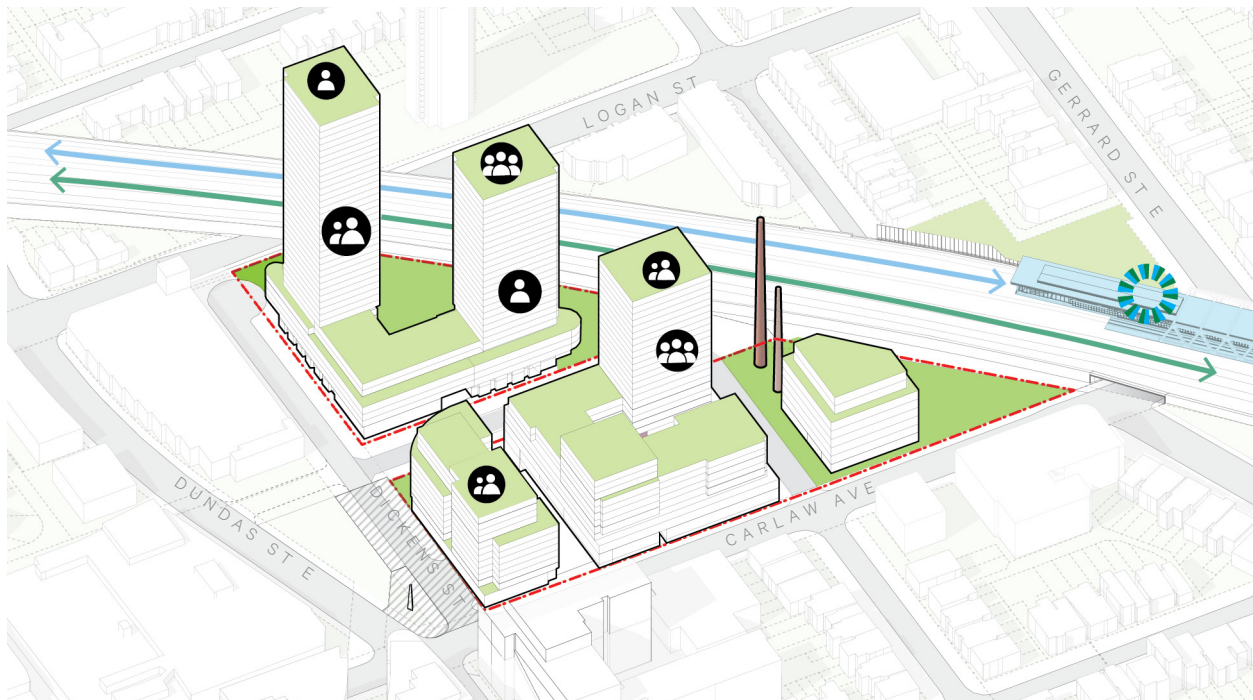 LOGAN ST
GERRARD ST E
DUNDAS ST E
DICKENS ST
CARLAW AVE